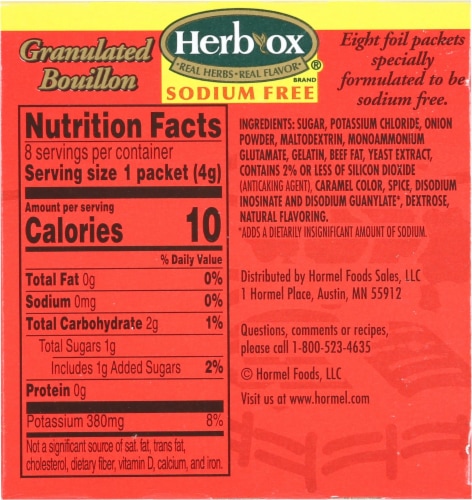 Granulated
Bouillon
Herb ox
·REAL HERBS·REAL FLAVOR·
®
BRAND
SODIUM FREE
Eight foil packets
specially
formulated to be
sodium free.
Nutrition Facts
8 servings per container
Serving size 1 packet (4g)
Amount per serving
Calories 10
% Daily Value
Total Fat 0g 0%
Sodium 0mg 0%
Total Carbohydrate 2g 1%
Total Sugars 1g
Includes 1g Added Sugars 2%
Protein 0g
Potassium 380mg 8%
Not a significant source of sat. fat, trans fat,
cholesterol, dietary fiber, vitamin D, calcium, and iron.
INGREDIENTS: SUGAR, POTASSIUM CHLORIDE, ONION
POWDER, MALTODEXTRIN, MONOAMMONIUM
GLUTAMATE, GELATIN, BEEF FAT, YEAST EXTRACT,
CONTAINS 2% OR LESS OF SILICON DIOXIDE
(ANTICAKING AGENT), CARAMEL COLOR, SPICE, DISODIUM
INOSINATE AND DISODIUM GUANYLATE*, DEXTROSE,
NATURAL FLAVORING.
*ADDS A DIETARILY INSIGNIFICANT AMOUNT OF SODIUM.
Distributed by Hormel Foods Sales, LLC
1 Hormel Place, Austin, MN 55912
Questions, comments or recipes,
please call 1-800-523-4635
© Hormel Foods, LLC
Visit us at www.hormel.com